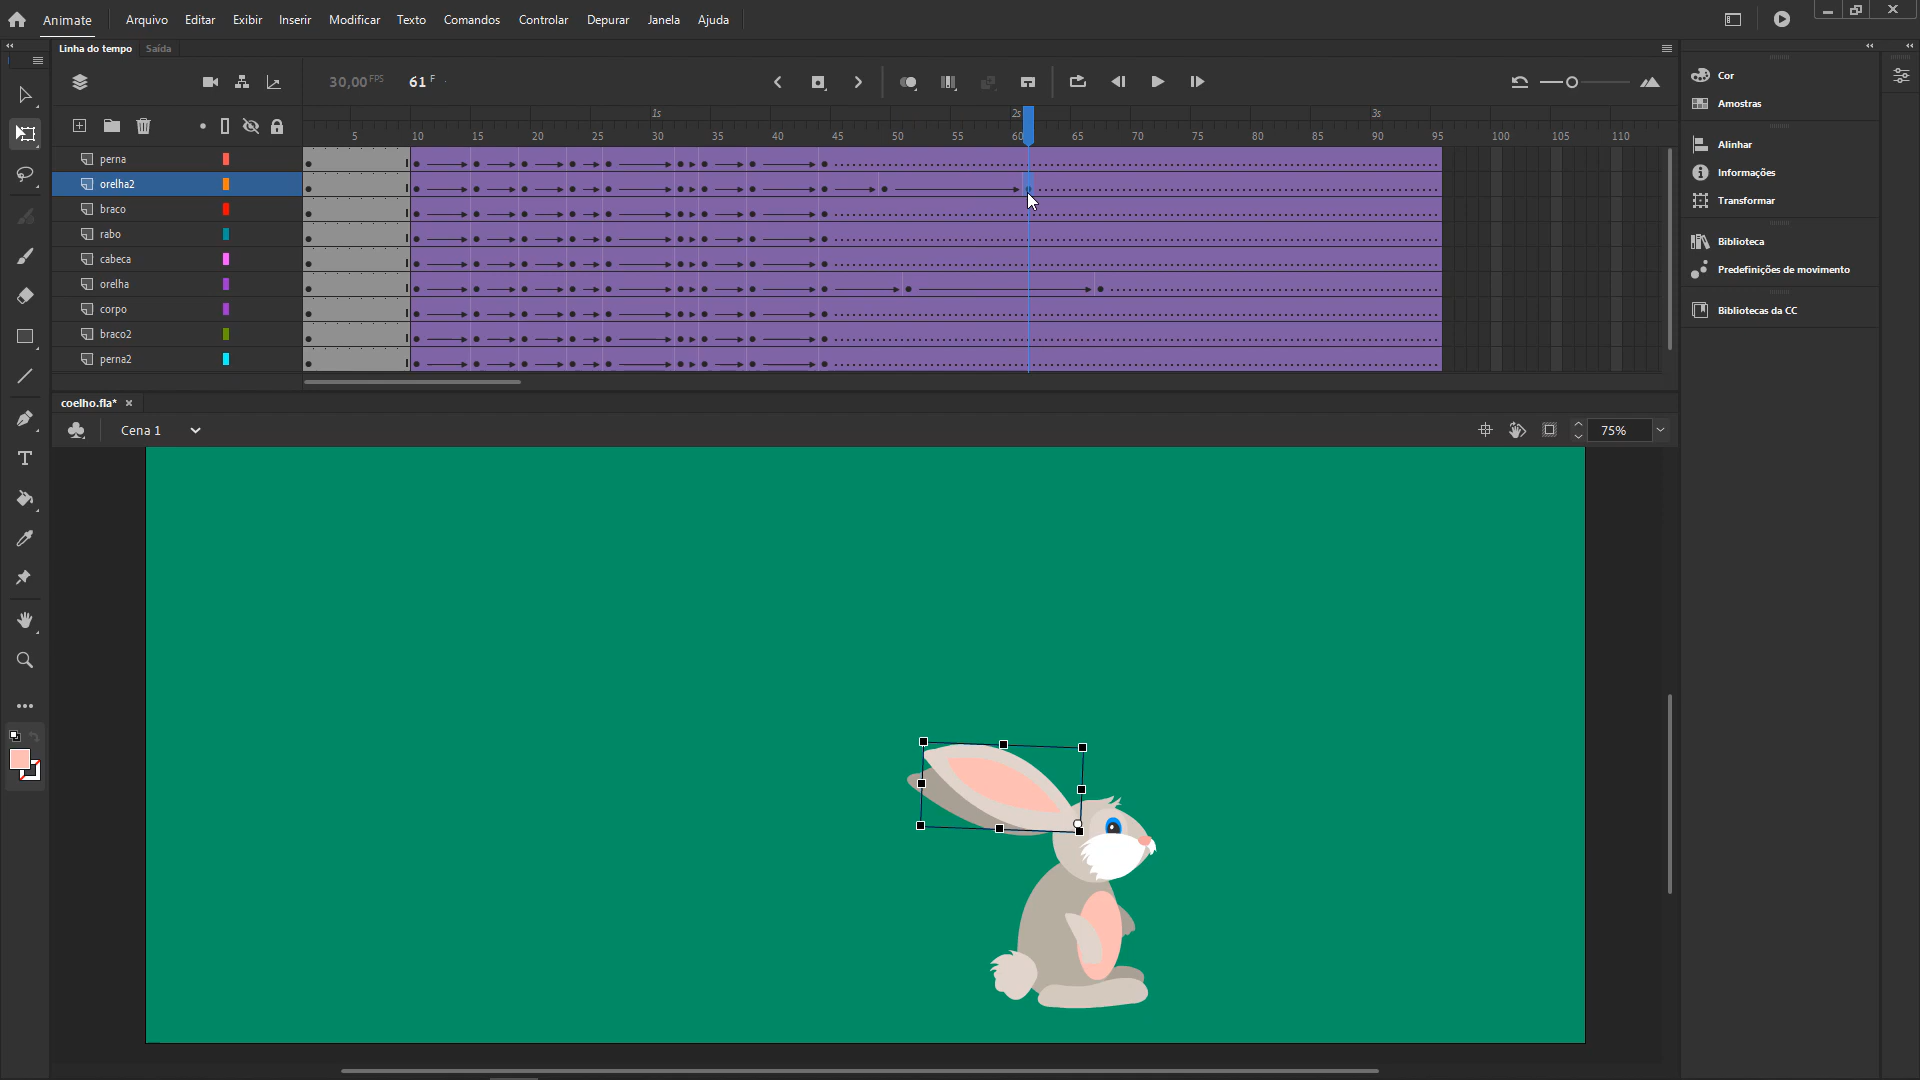 Animate
Arquivo Editar Exibir Inserir Modificar Texto Comandos Controlar Depurar Janela Ajuda
Linha do tempo Saída
30,00 FPS 61 F
1s 2s 3s
5 10 15 20 25 30 35 40 45 50 55 60 65 70 75 80 85 90 95 100 105 110
perna
orelha2
braco
rabo
cabeca
orelha
corpo
braco2
perna2
coelho.fla* ×
Cena 1
75%
Cor
Amostras
Alinhar
Informações
Transformar
Biblioteca
Predefinições de movimento
Bibliotecas da CC